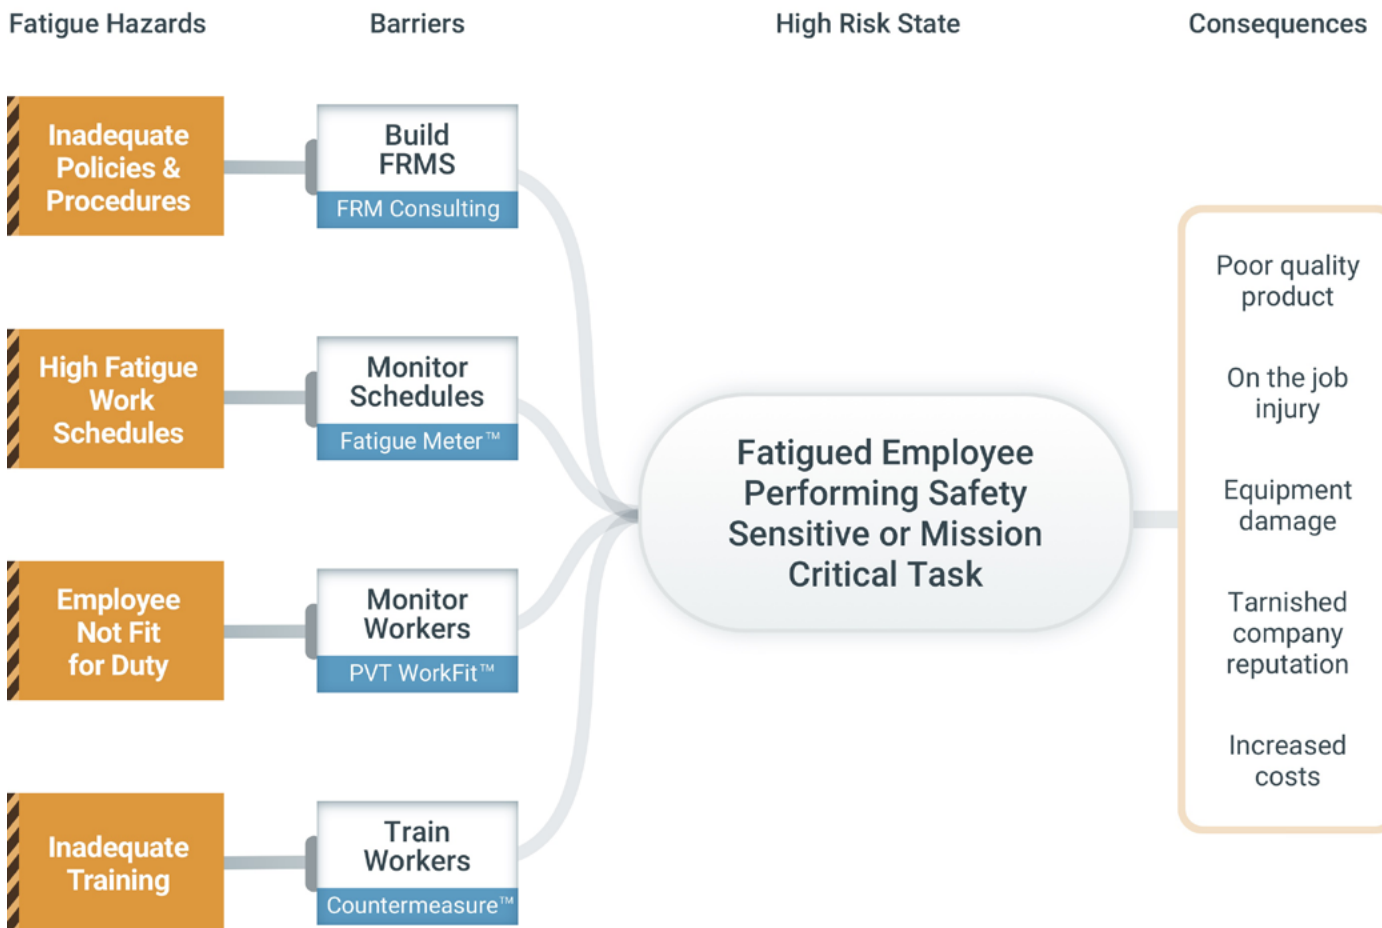 Fatigue Hazards
Barriers
High Risk State
Consequences
Inadequate
Policies &
Procedures
Build
FRMS
FRM Consulting
High Fatigue
Work
Schedules
Monitor
Schedules
Fatigue Meter™
Employee
Not Fit
for Duty
Monitor
Workers
PVT WorkFit™
Inadequate
Training
Train
Workers
Countermeasure™
Fatigued Employee
Performing Safety
Sensitive or Mission
Critical Task
Poor quality
product
On the job
injury
Equipment
damage
Tarnished
company
reputation
Increased
costs